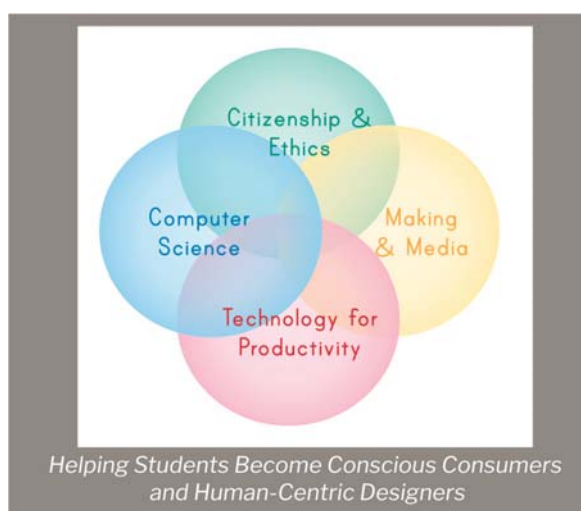 Citizenship &
Ethics
Computer
Science
Making
& Media
Technology for
Productivity
Helping Students Become Conscious Consumers
and Human-Centric Designers